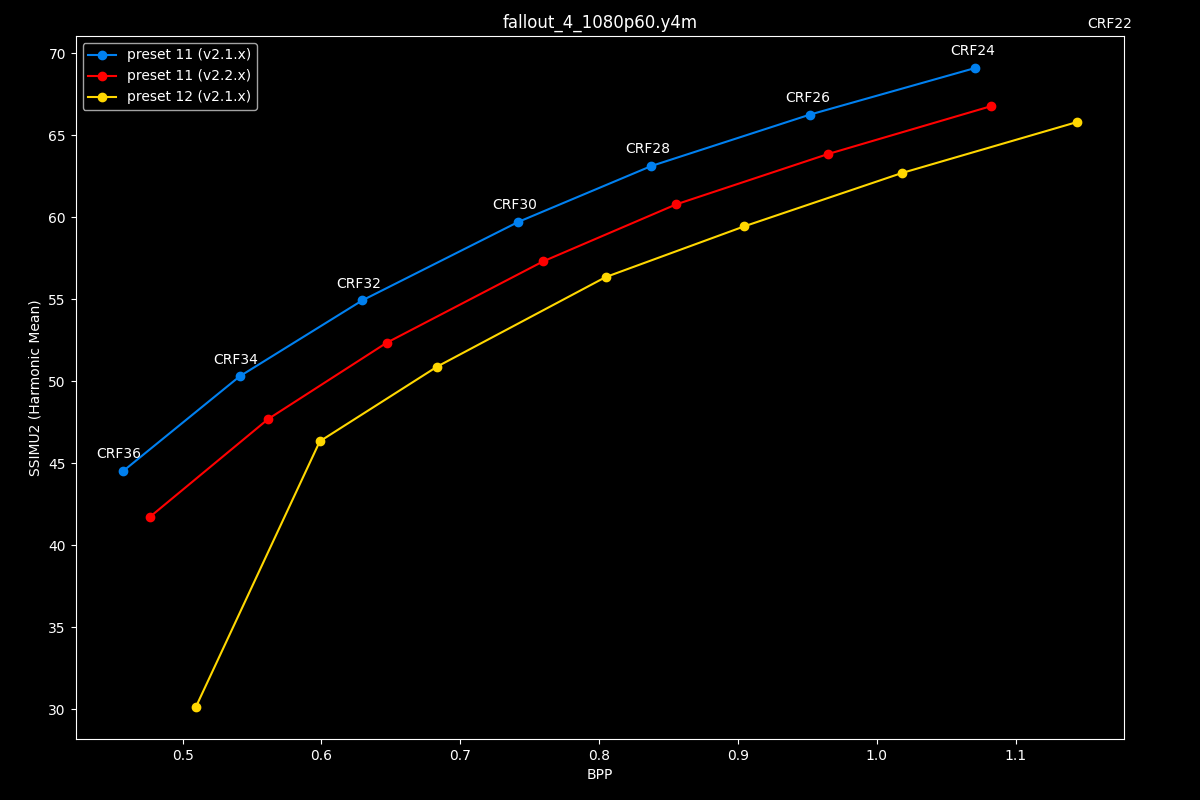 fallout_4_1080p60.y4m
CRF22
preset 11 (v2.1.x)
preset 11 (v2.2.x)
preset 12 (v2.1.x)
CRF24
CRF26
CRF28
CRF30
CRF32
CRF34
CRF36
70
65
60
55
50
45
40
35
30
SSIMU2 (Harmonic Mean)
0.5
0.6
0.7
0.8
0.9
1.0
1.1
BPP